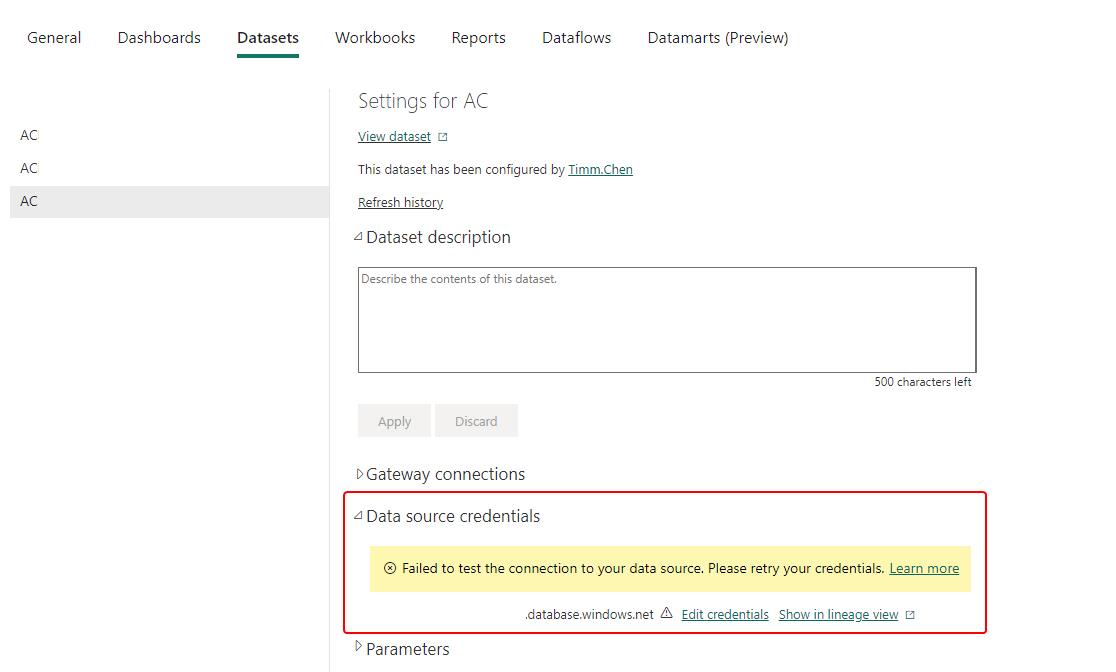 General Dashboards Datasets Workbooks Reports Dataflows Datamarts (Preview)
AC
AC
AC
Settings for AC
View dataset
This dataset has been configured by Timm.Chen
Refresh history
Dataset description
Describe the contents of this dataset.
500 characters left
Apply Discard
Gateway connections
Data source credentials
Failed to test the connection to your data source. Please retry your credentials. Learn more
.database.windows.net Edit credentials Show in lineage view
Parameters